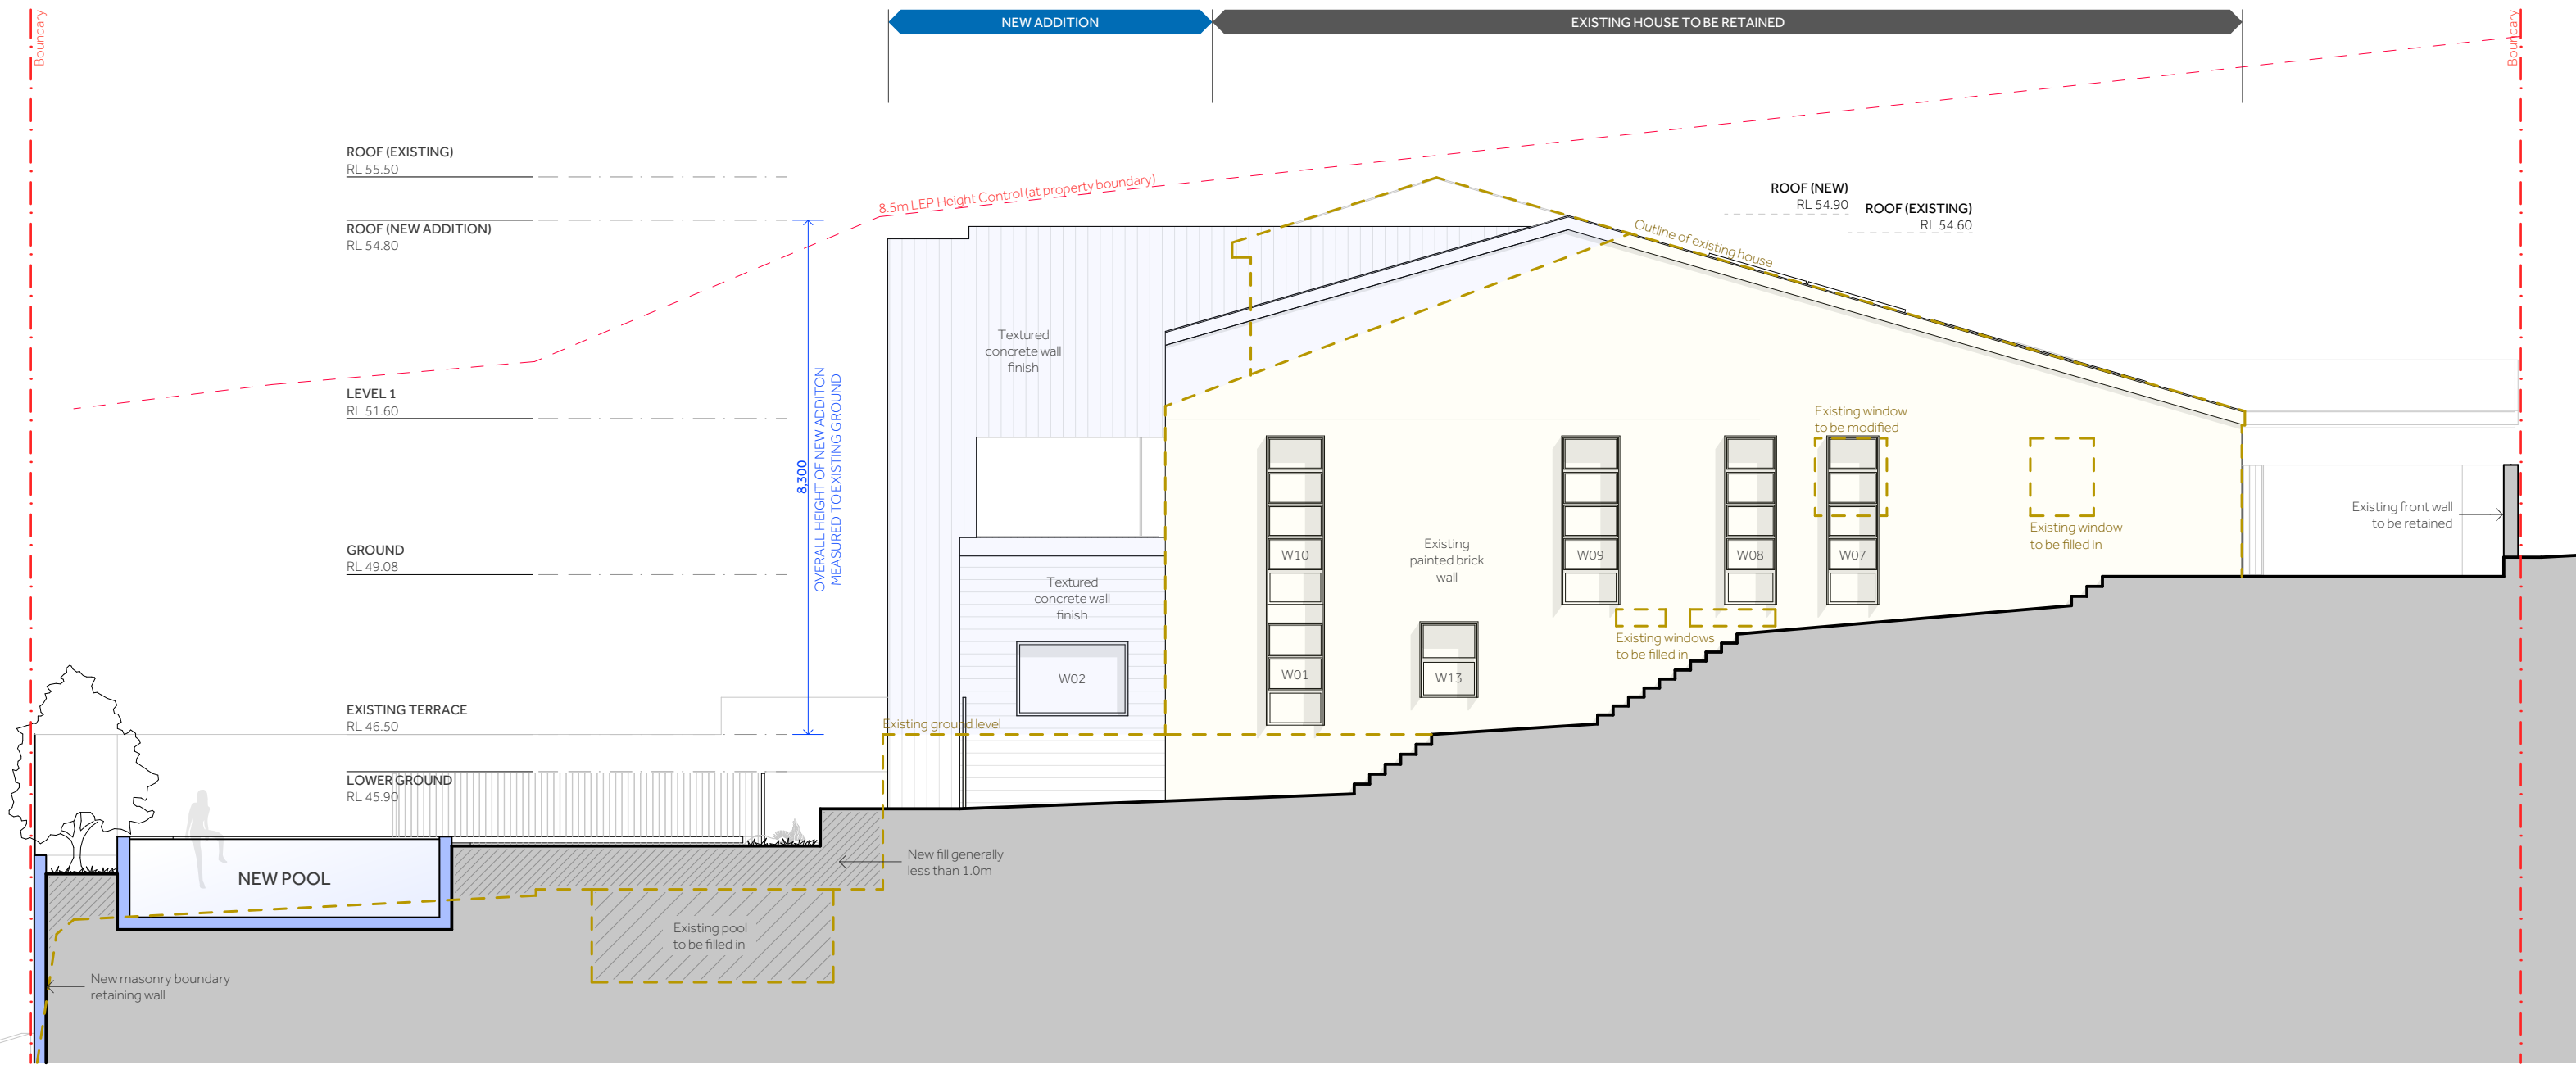 Boundary
NEW ADDITION
EXISTING HOUSE TO BE RETAINED
Boundary
ROOF (EXISTING)
RL 55.50
ROOF (NEW ADDITION)
RL 54.80
8.5m LEP Height Control (at property boundary)
ROOF (NEW)
RL 54.90
ROOF (EXISTING)
RL 54.60
Outline of existing house
Textured
concrete wall
finish
LEVEL 1
RL 51.60
8,300
OVERALL HEIGHT OF NEW ADDITON
MEASURED TO EXISTING GROUND
Existing window
to be modified
Existing window
to be filled in
Existing front wall
to be retained
GROUND
RL 49.08
W10
Existing
painted brick
wall
W09
W08
W07
Textured
concrete wall
finish
Existing windows
to be filled in
W02
W01
W13
EXISTING TERRACE
RL 46.50
Existing ground level
LOWER GROUND
RL 45.90
New fill generally
less than 1.0m
NEW POOL
Existing pool
to be filled in
New masonry boundary
retaining wall